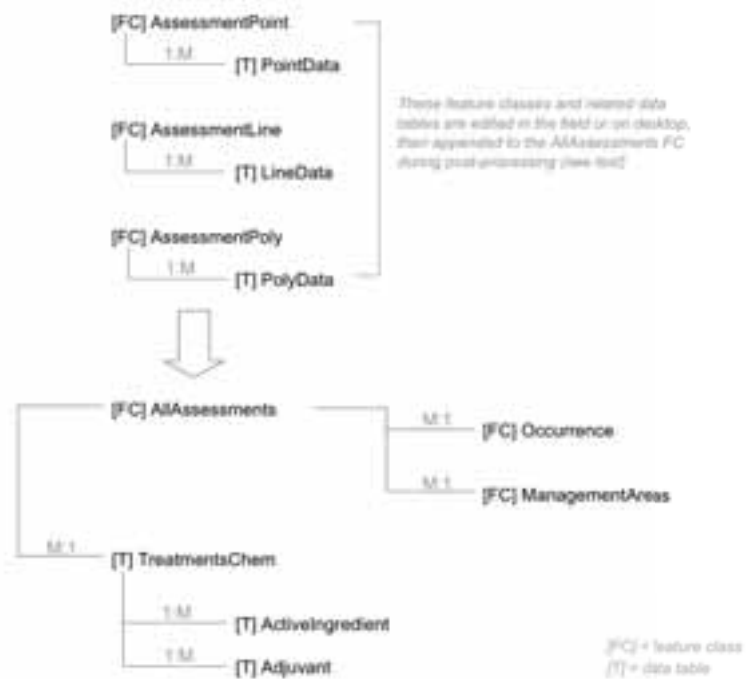 [FC] AssessmentPoint
1:M
[T] PointData
These feature classes and related data
tables are edited in the field or on desktop,
then appended to the AllAssessments FC
during post-processing (see text)
[FC] AssessmentLine
1:M
[T] LineData
[FC] AssessmentPoly
1:M
[T] PolyData
[FC] AllAssessments
M:1
[FC] Occurrence
M:1
[FC] ManagementAreas
M:1
[T] TreatmentsChem
1:M
[T] ActiveIngredient
1:M
[T] Adjuvant
[FC] = feature class
[T] = data table